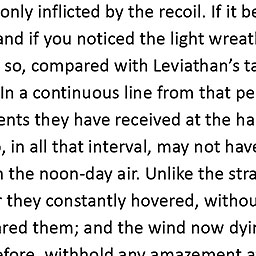 only inflicted by the recoil. If it be
and if you noticed the light wreat
so, compared with Leviathan's ta
In a continuous line from that pe
ents they have received at the ha
, in all that interval, may not have
the noon-day air. Unlike the stra
they constantly hovered, withou
ared them; and the wind now dyin
efore, withhold any amazement a